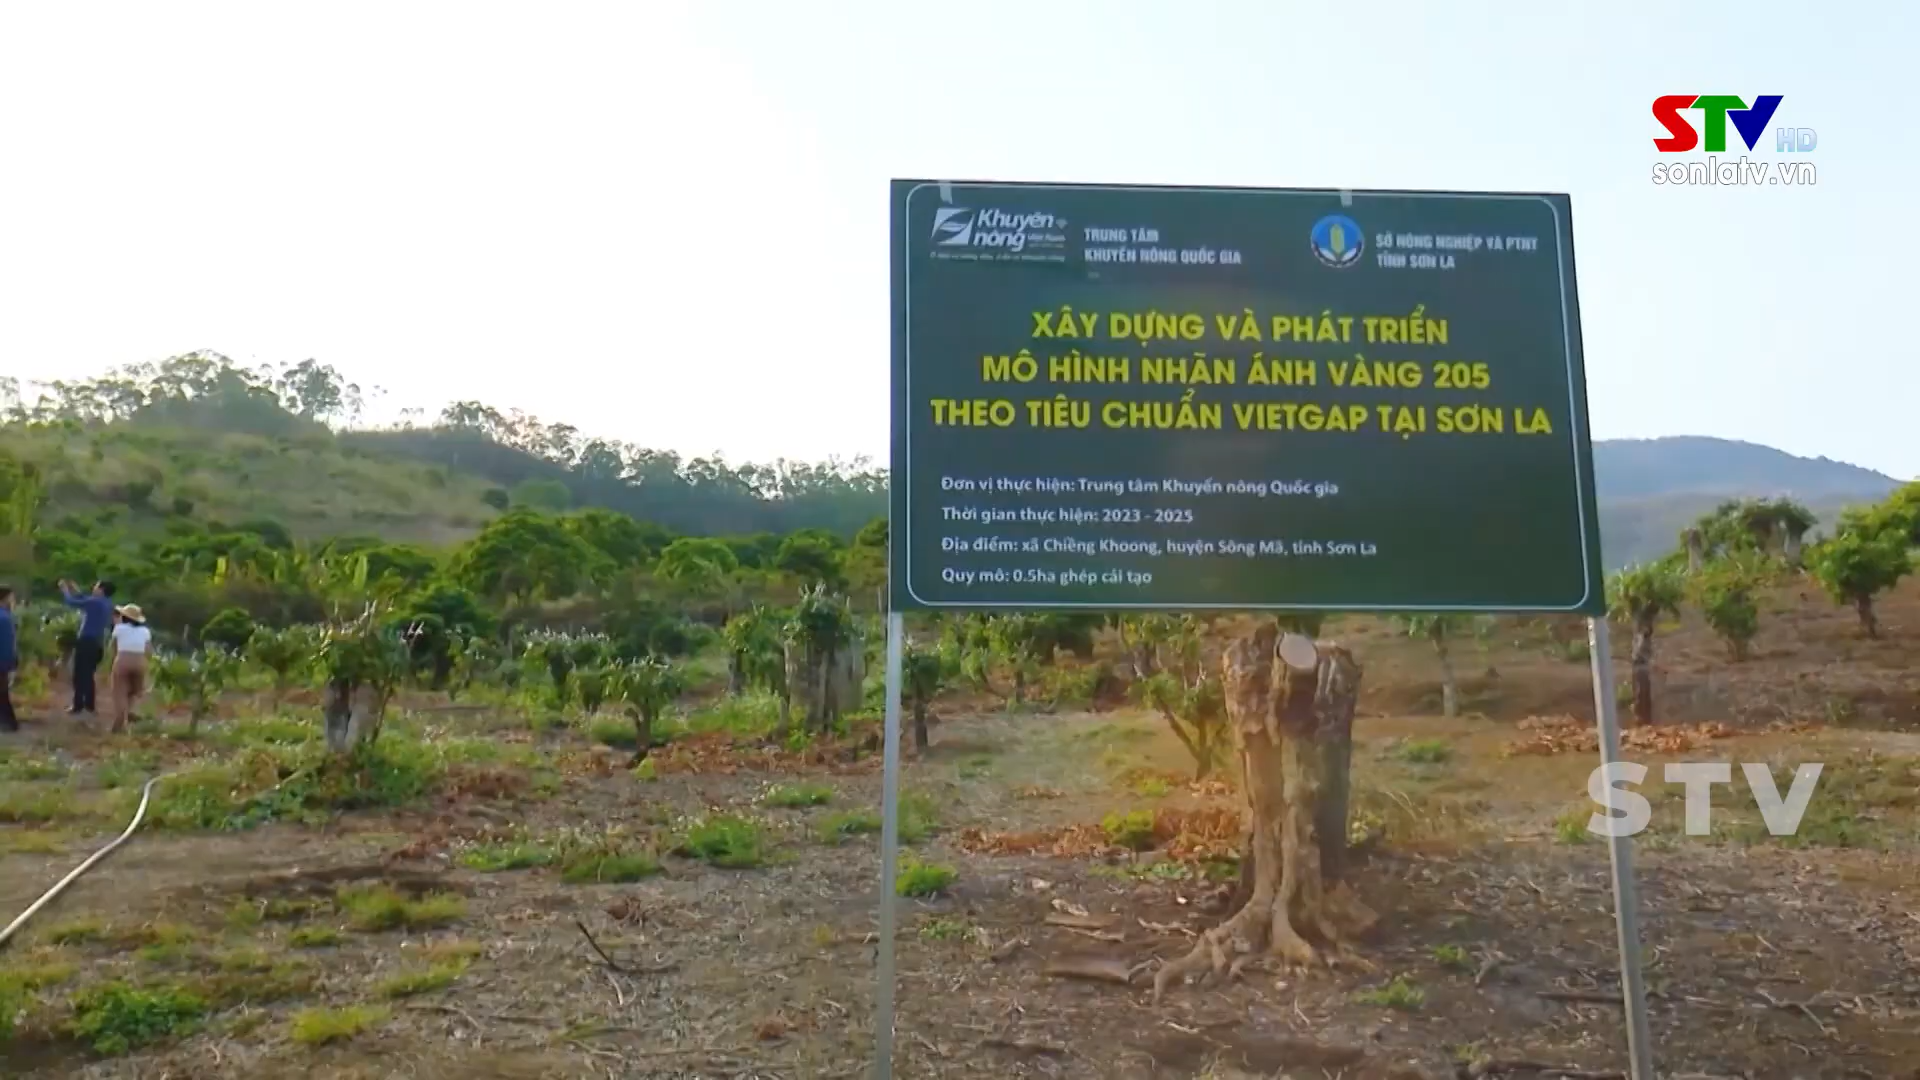 STV HD
sonlatv.vn
Khuyến nông
TRUNG TÂM
KHUYẾN NÔNG QUỐC GIA
SỞ NÔNG NGHIỆP VÀ PTNT
TỈNH SƠN LA
XÂY DỰNG VÀ PHÁT TRIỂN
MÔ HÌNH NHÃN ÁNH VÀNG 205
THEO TIÊU CHUẨN VIETGAP TẠI SƠN LA
Đơn vị thực hiện: Trung tâm Khuyến nông Quốc gia
Thời gian thực hiện: 2023 - 2025
Địa điểm: xã Chiềng Khoong, huyện Sông Mã, tỉnh Sơn La
Quy mô: 0.5ha ghép cải tạo
STV